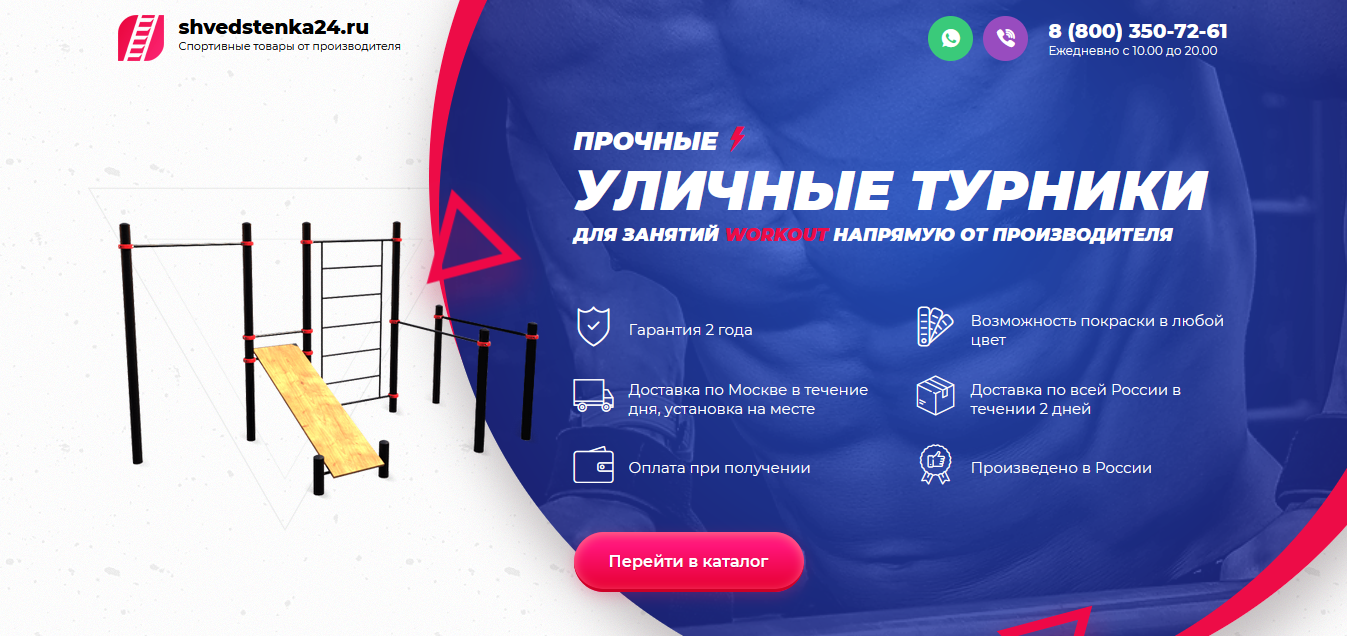 shvedstenka24.ru
Спортивные товары от производителя
8 (800) 350-72-61
Ежедневно с 10.00 до 20.00
ПРОЧНЫЕ
УЛИЧНЫЕ ТУРНИКИ
ДЛЯ ЗАНЯТИЙ WORKOUT НАПРЯМУЮ ОТ ПРОИЗВОДИТЕЛЯ
Гарантия 2 года
Возможность покраски в любой
цвет
Доставка по Москве в течение
дня, установка на месте
Доставка по всей России в
течении 2 дней
Оплата при получении
Произведено в России
Перейти в каталог